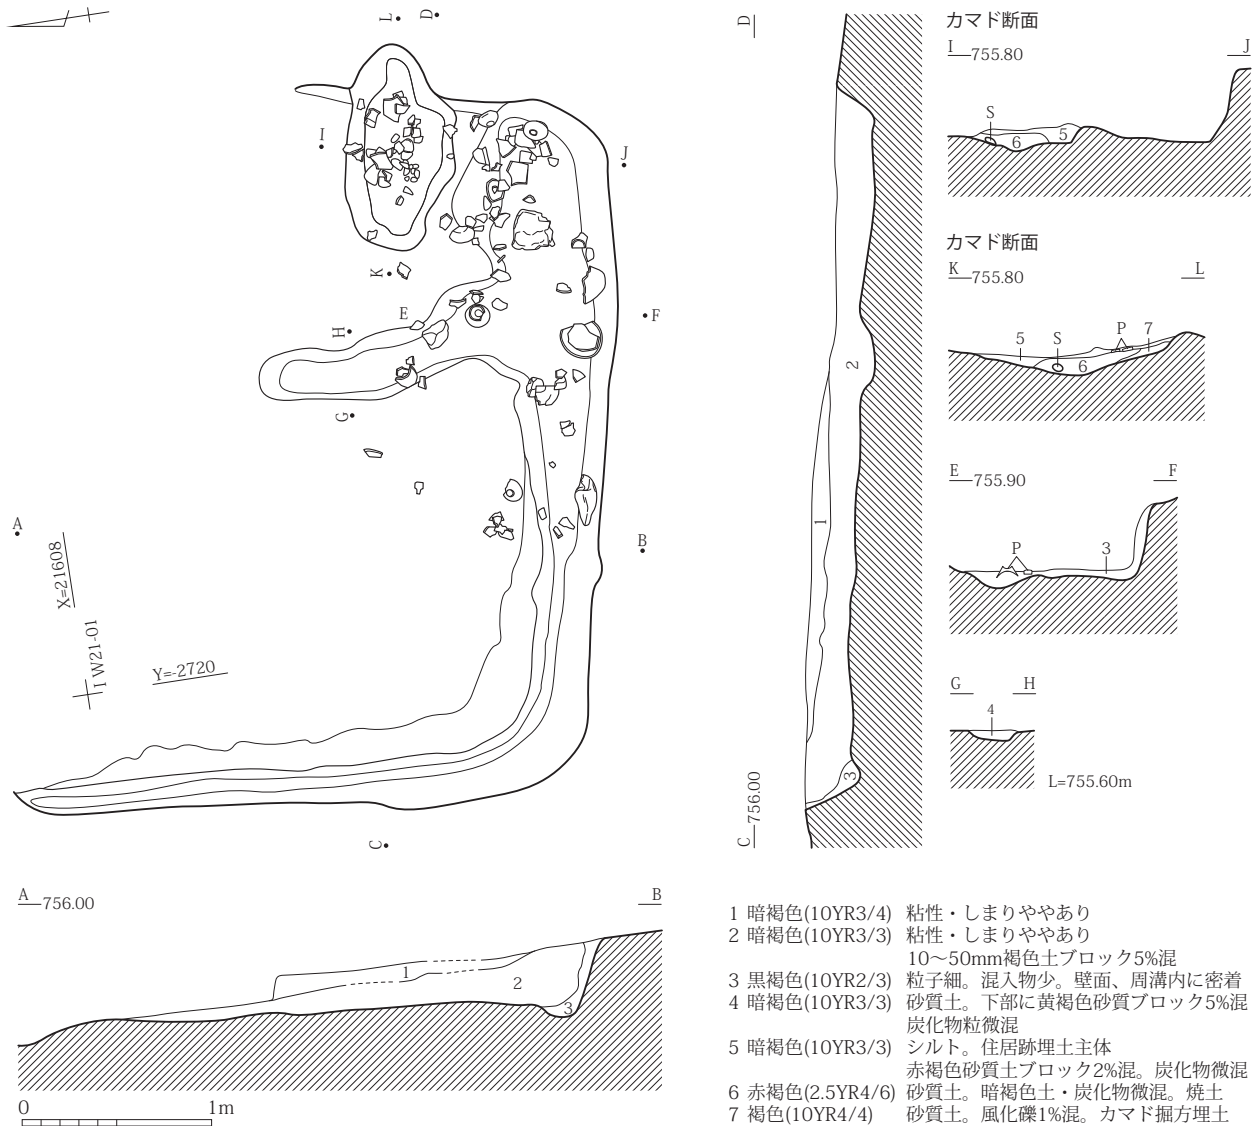 L
D
I
J
K
E
H
F
G
A
B
X=21608
I W21-01
Y=-2720
C
A 756.00 B
1
2
3
0 1m
D
2
1
3
C 756.00
カマド断面
I 755.80 J
S
6
5
カマド断面
K 755.80 L
5 S P 7
6
E 755.90 F
P 3
G H
4
L=755.60m
1 暗褐色(10YR3/4) 粘性・しまりややあり
2 暗褐色(10YR3/3) 粘性・しまりややあり
10～50mm褐色土ブロック5%混
3 黒褐色(10YR2/3) 粒子細。混入物少。壁面、周溝内に密着
4 暗褐色(10YR3/3) 砂質土。下部に黄褐色砂質ブロック5%混
炭化物粒微混
5 暗褐色(10YR3/3) シルト。住居跡埋土主体
赤褐色砂質土ブロック2%混。炭化物微混
6 赤褐色(2.5YR4/6) 砂質土。暗褐色土・炭化物微混。焼土
7 褐色(10YR4/4) 砂質土。風化礫1%混。カマド掘方埋土